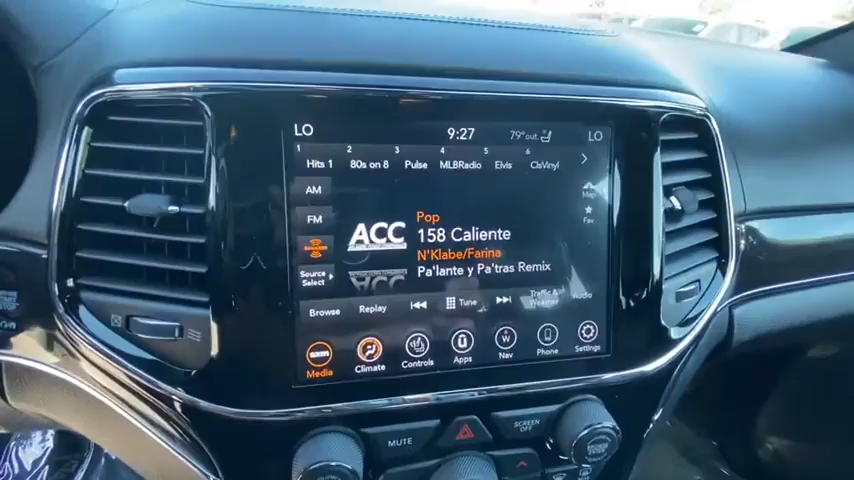 LO 9:27 79° out. LO
1 2 3 4 5 6
Hits 1 80s on 8 Pulse MLBRadio Elvis ClsVinyl
AM
FM
Source
Select
ACC
Pop
158 Caliente
N'Klabe/Farina
Pa'lante y Pa'tras Remix
Map
Fav
Browse Replay Tune Traffic & Weather Audio
sxm
Media Climate Controls Apps Nav Phone Settings
MUTE SCREEN
OFF